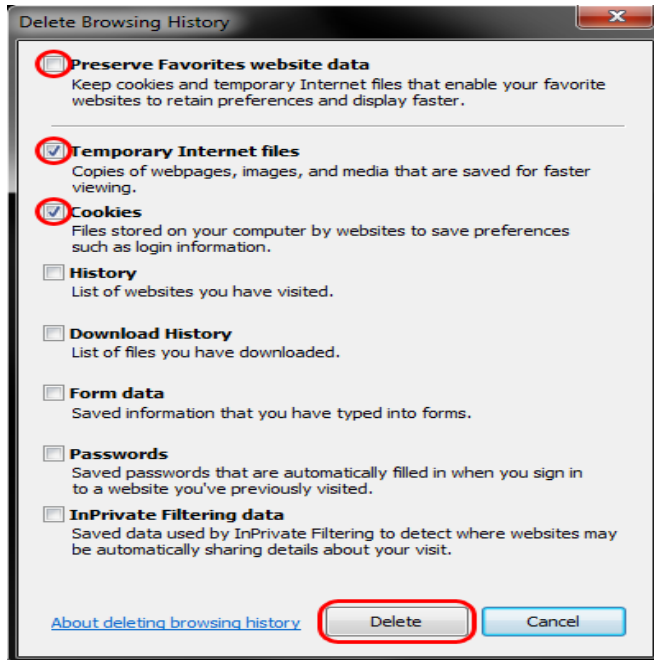 Delete Browsing History
Preserve Favorites website data
Keep cookies and temporary Internet files that enable your favorite
websites to retain preferences and display faster.
Temporary Internet files
Copies of webpages, images, and media that are saved for faster
viewing.
Cookies
Files stored on your computer by websites to save preferences
such as login information.
History
List of websites you have visited.
Download History
List of files you have downloaded.
Form data
Saved information that you have typed into forms.
Passwords
Saved passwords that are automatically filled in when you sign in
to a website you've previously visited.
InPrivate Filtering data
Saved data used by InPrivate Filtering to detect where websites may
be automatically sharing details about your visit.
About deleting browsing history Delete Cancel